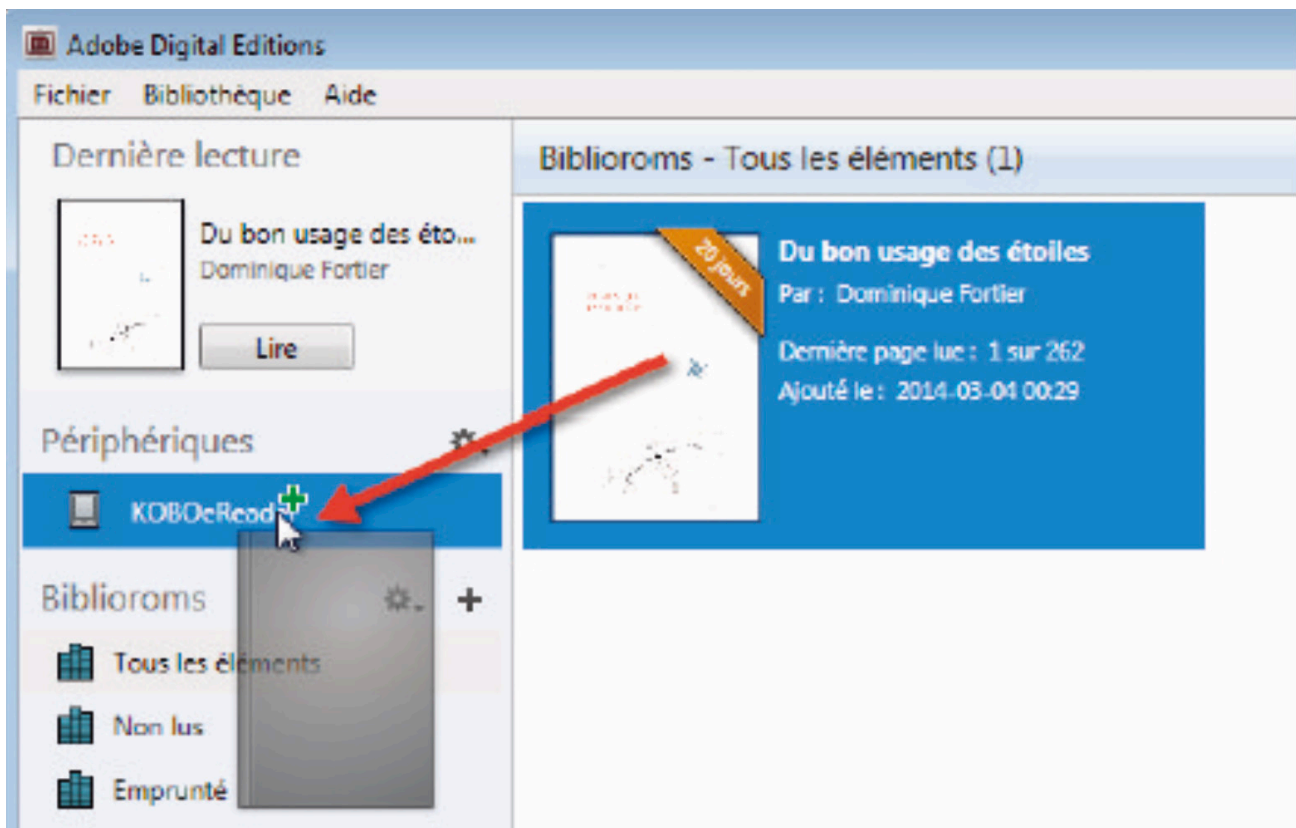 Adobe Digital Editions
Fichier Bibliothèque Aide
Dernière lecture
Du bon usage des éto...
Dominique Fortier
Lire
Périphériques
KOBOeRead
Biblioroms
Tous les éléments
Non lus
Emprunté
Biblioroms - Tous les éléments (1)
20 jours
Du bon usage des étoiles
Par : Dominique Fortier
Dernière page lue : 1 sur 262
Ajouté le : 2014-03-04 00:29